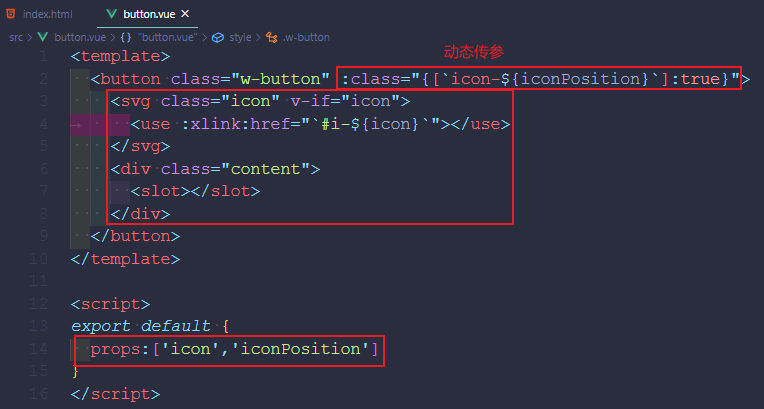 index.html button.vue ×
src > button.vue > {} "button.vue" > style > .w-button
动态传参
1 <template>
2 <button class="w-button" :class="{[`icon-${iconPosition}`]:true}">
3 <svg class="icon" v-if="icon">
4 <use :xlink:href="`#i-${icon}`"></use>
5 </svg>
6 <div class="content">
7 <slot></slot>
8 </div>
9 </button>
10 </template>
11
12 <script>
13 export default {
14 props:['icon','iconPosition']
15 }
16 </script>